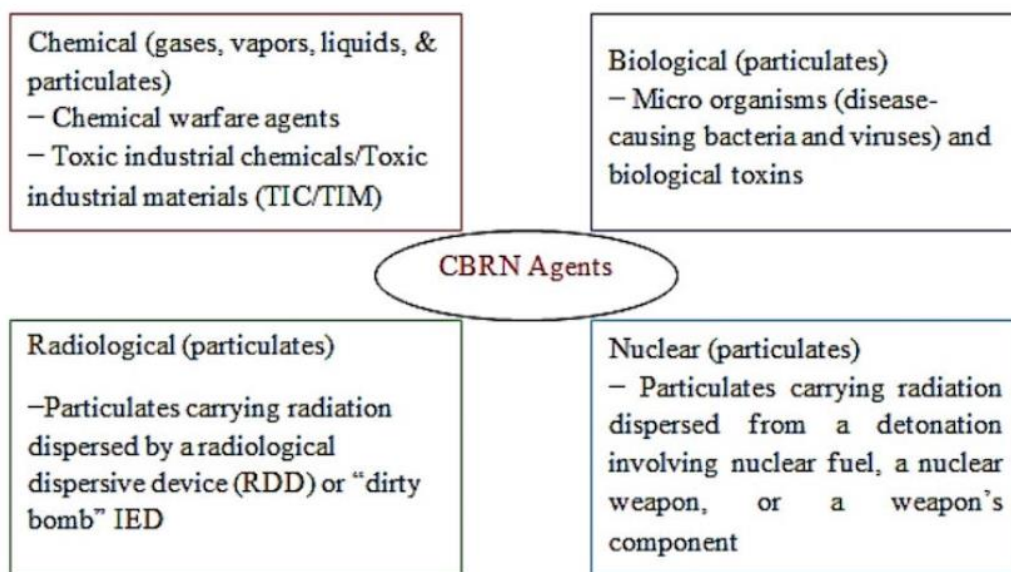 Chemical (gases, vapors, liquids, &
particulates)
− Chemical warfare agents
− Toxic industrial chemicals/Toxic
industrial materials (TIC/TIM)
Biological (particulates)
− Micro organisms (disease-
causing bacteria and viruses) and
biological toxins
CBRN Agents
Radiological (particulates)
−Particulates carrying radiation
dispersed by a radiological
dispersive device (RDD) or “dirty
bomb” IED
Nuclear (particulates)
− Particulates carrying radiation
dispersed from a detonation
involving nuclear fuel, a nuclear
weapon, or a weapon’s
component